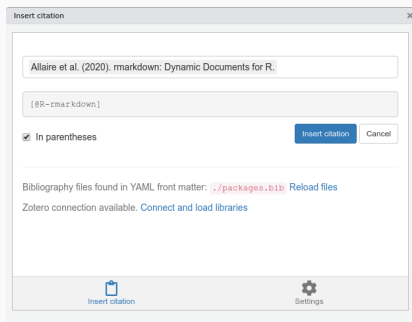 Insert citation
×
Allaire et al. (2020). rmarkdown: Dynamic Documents for R.
[@R-rmarkdown]
In parentheses
Insert citation
Cancel
Bibliography files found in YAML front matter: ./packages.bib Reload files
Zotero connection available. Connect and load libraries
Insert citation
Settings